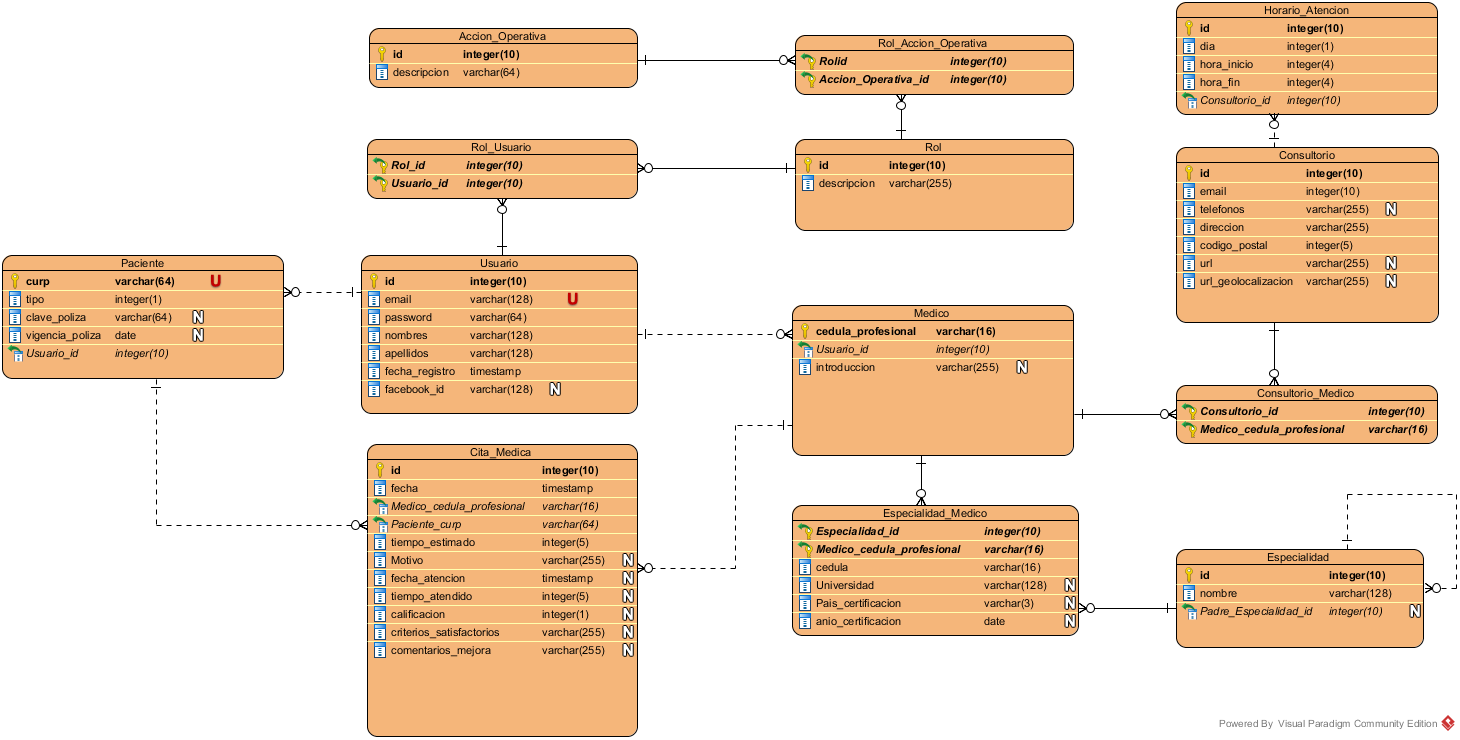 Accion_Operativa
id integer(10)
descripcion varchar(64)
Rol_Accion_Operativa
Rolid integer(10)
Accion_Operativa_id integer(10)
Horario_Atencion
id integer(10)
dia integer(1)
hora_inicio integer(4)
hora_fin integer(4)
Consultorio_id integer(10)
Rol_Usuario
Rol_id integer(10)
Usuario_id integer(10)
Rol
id integer(10)
descripcion varchar(255)
Consultorio
id integer(10)
email integer(10)
telefonos varchar(255) N
direccion varchar(255)
codigo_postal integer(5)
url varchar(255) N
url_geolocalizacion varchar(255) N
Paciente
curp varchar(64) U
tipo integer(1)
clave_poliza varchar(64) N
vigencia_poliza date N
Usuario_id integer(10)
Usuario
id integer(10)
email varchar(128) U
password varchar(64)
nombres varchar(128)
apellidos varchar(128)
fecha_registro timestamp
facebook_id varchar(128) N
Medico
cedula_profesional varchar(16)
Usuario_id integer(10)
introduccion varchar(255) N
Consultorio_Medico
Consultorio_id integer(10)
Medico_cedula_profesional varchar(16)
Cita_Medica
id integer(10)
fecha timestamp
Medico_cedula_profesional varchar(16)
Paciente_curp varchar(64)
tiempo_estimado integer(5)
Motivo varchar(255) N
fecha_atencion timestamp N
tiempo_atendido integer(5) N
calificacion integer(1) N
criterios_satisfactorios varchar(255) N
comentarios_mejora varchar(255) N
Especialidad_Medico
Especialidad_id integer(10)
Medico_cedula_profesional varchar(16)
cedula varchar(16)
Universidad varchar(128) N
Pais_certificacion varchar(3) N
anio_certificacion date N
Especialidad
id integer(10)
nombre varchar(128)
Padre_Especialidad_id integer(10) N
Powered By Visual Paradigm Community Edition